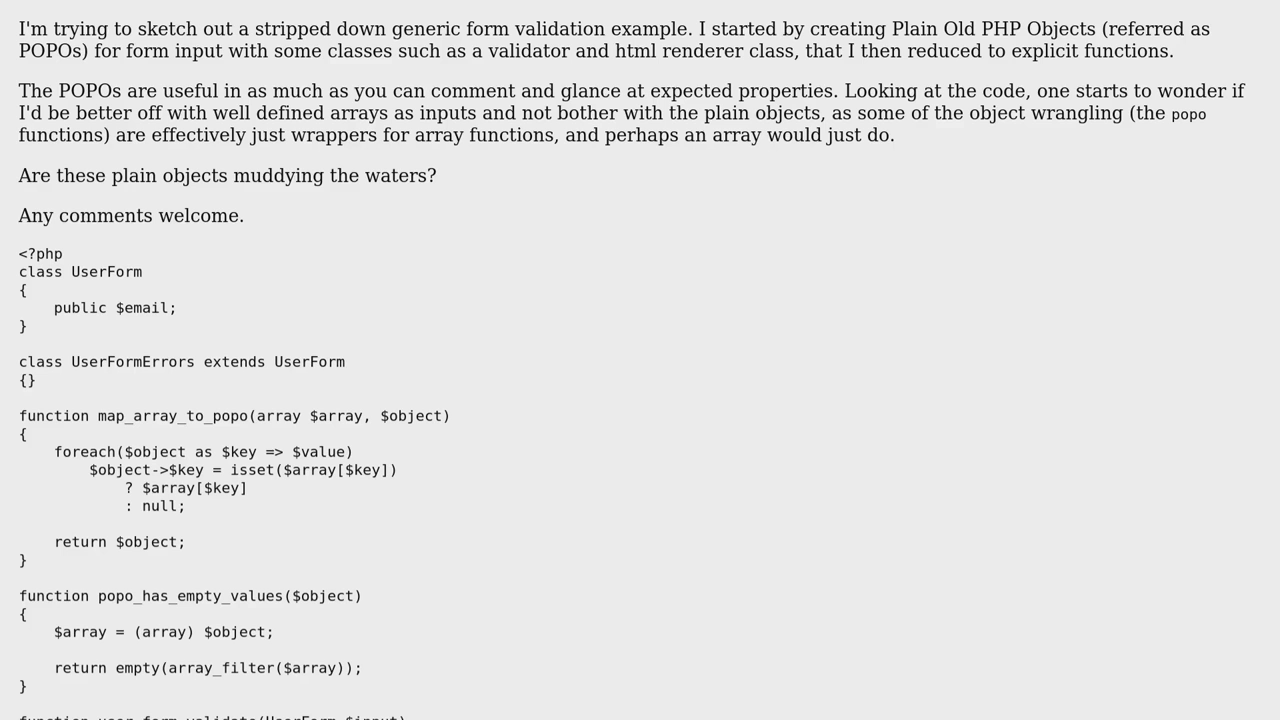 I'm trying to sketch out a stripped down generic form validation example. I started by creating Plain Old PHP Objects (referred as
POPOs) for form input with some classes such as a validator and html renderer class, that I then reduced to explicit functions.
The POPOs are useful in as much as you can comment and glance at expected properties. Looking at the code, one starts to wonder if
I'd be better off with well defined arrays as inputs and not bother with the plain objects, as some of the object wrangling (the popo
functions) are effectively just wrappers for array functions, and perhaps an array would just do.
Are these plain objects muddying the waters?
Any comments welcome.
<?php
class UserForm
{
    public $email;
}
class UserFormErrors extends UserForm
{}
function map_array_to_popo(array $array, $object)
{
    foreach($object as $key => $value)
        $object->$key = isset($array[$key])
            ? $array[$key]
            : null;
    return $object;
}
function popo_has_empty_values($object)
{
    $array = (array) $object;
    return empty(array_filter($array));
}
function user_form_validate(UserForm $input)